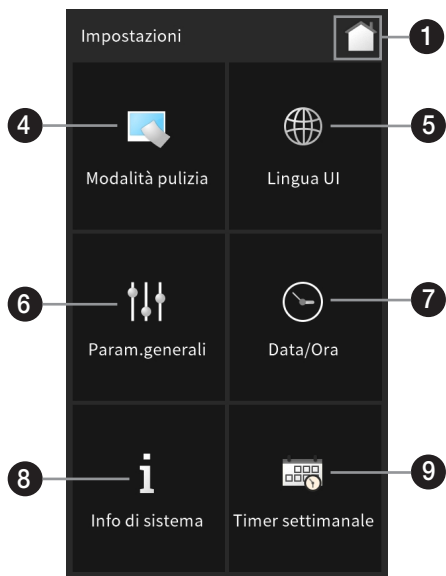 Impostazioni
1
4
5
Modalità pulizia
Lingua UI
6
7
Param.generali
Data/Ora
8
9
Info di sistema
Timer settimanale